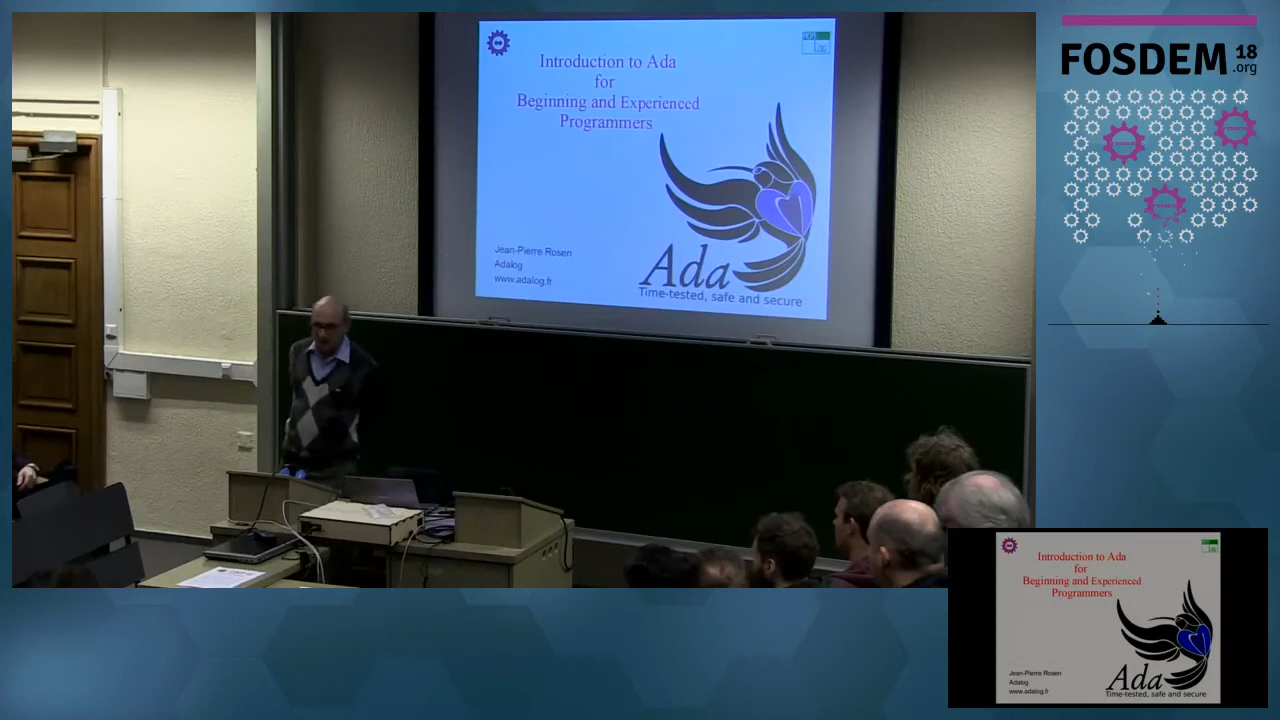 Introduction to Ada
for
Beginning and Experienced
Programmers
Jean-Pierre Rosen
Adalog
www.adalog.fr
Ada
Time-tested, safe and secure
FOSDEM 18
.org
Introduction to Ada
for
Beginning and Experienced
Programmers
Jean-Pierre Rosen
Adalog
www.adalog.fr
Ada
Time-tested, safe and secure